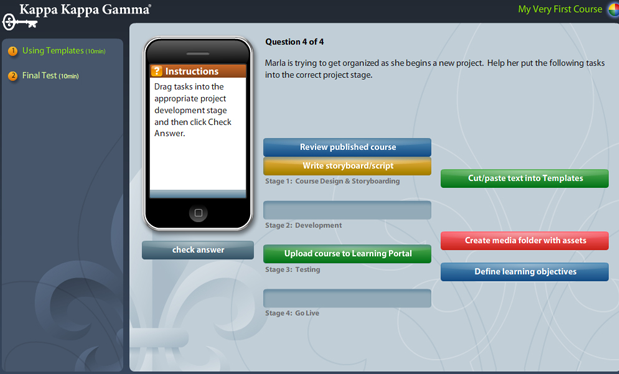 Kappa Kappa Gamma®
My Very First Course
1 Using Templates (10min)
2 Final Test (10min)
? Instructions
Drag tasks into the
appropriate project
development stage
and then click Check
Answer.
check answer
Question 4 of 4
Marla is trying to get organized as she begins a new project. Help her put the following tasks
into the correct project stage.
Review published course
Write storyboard/script
Stage 1: Course Design & Storyboarding
Cut/paste text into Templates
Stage 2: Development
Create media folder with assets
Upload course to Learning Portal
Stage 3: Testing
Define learning objectives
Stage 4: Go Live